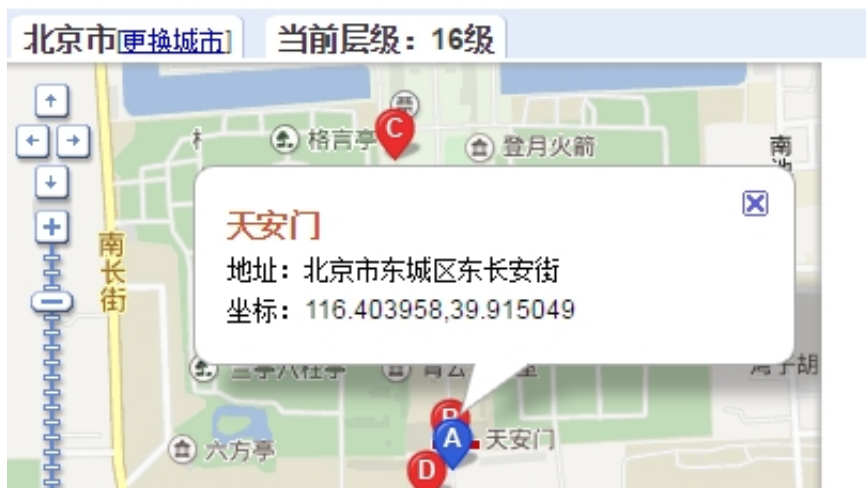 北京市[更换城市] 当前层级：16级
格言亭
C
登月火箭
南
天安门
地址：北京市东城区东长安街
坐标：116.403958,39.915049
南长街
A
天安门
六方亭
D